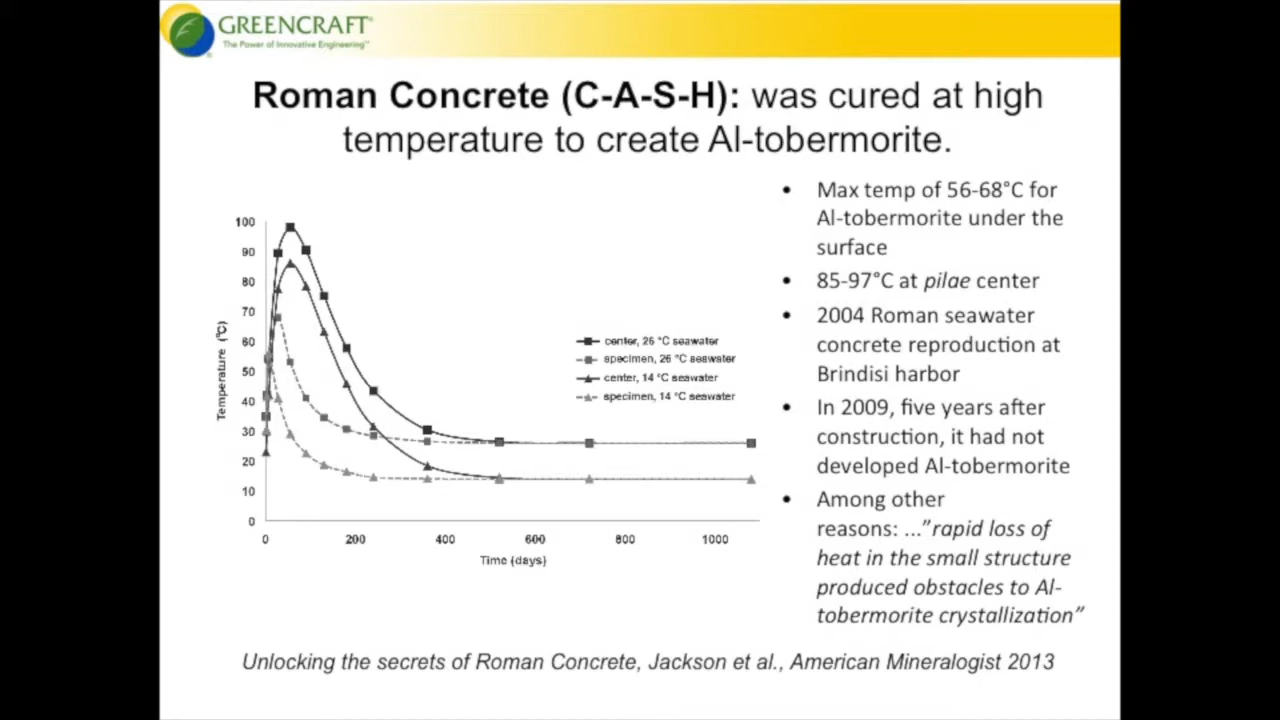 GREENCRAFT™
The Power of Innovative Engineering™
Roman Concrete (C-A-S-H): was cured at high
temperature to create Al-tobermorite.
100
90
80
70
60
50
40
30
20
10
0
Temperature (°C)
0 200 400 600 800 1000
Time (days)
center, 26 °C seawater
specimen, 26 °C seawater
center, 14 °C seawater
specimen, 14 °C seawater
• Max temp of 56-68°C for
Al-tobermorite under the
surface
• 85-97°C at pilae center
• 2004 Roman seawater
concrete reproduction at
Brindisi harbor
• In 2009, five years after
construction, it had not
developed Al-tobermorite
• Among other
reasons: ...”rapid loss of
heat in the small structure
produced obstacles to Al-
tobermorite crystallization”
Unlocking the secrets of Roman Concrete, Jackson et al., American Mineralogist 2013